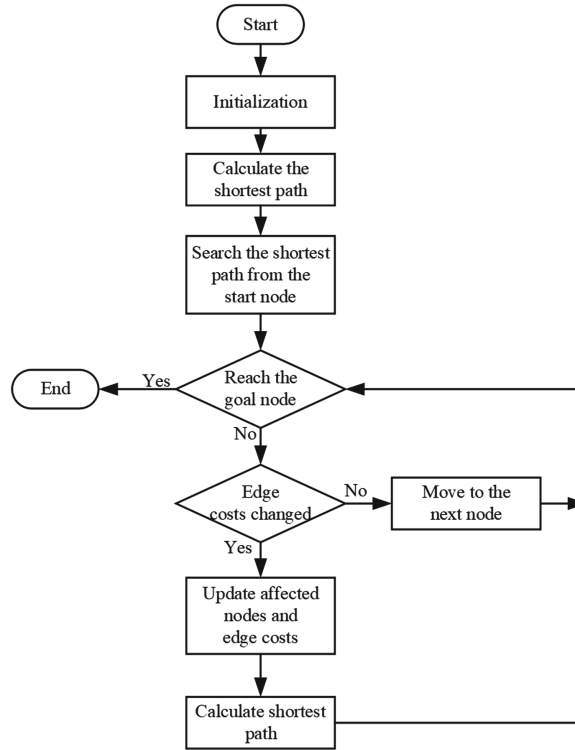 Start
Initialization
Calculate the
shortest path
Search the shortest
path from the
start node
Reach the
goal node
Yes
End
No
Edge
costs changed
No
Move to the
next node
Yes
Update affected
nodes and
edge costs
Calculate shortest
path